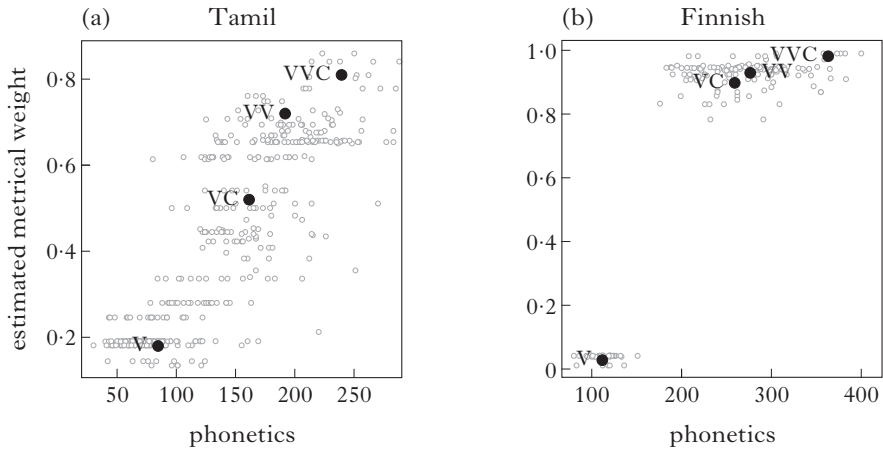 (a) Tamil
(b) Finnish
estimated metrical weight
0·8
0·6
0·4
0·2
VVC
VV
VC
V
50 100 150 200 250
phonetics
1·0
0·8
0·6
0·4
0·2
0
VVC
VV
VC
V
100 200 300 400
phonetics